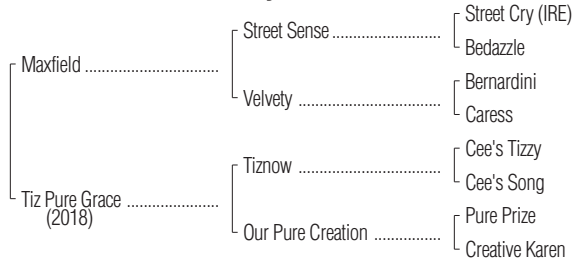 Street Cry (IRE)
Street Sense ..........................
Bedazzle
Maxfield ................................
Bernardini
Velvety ...............................
Caress
Cee's Tizzy
Tiznow ...............................
Cee's Song
Tiz Pure Grace ......................
(2018)
Pure Prize
Our Pure Creation ................
Creative Karen